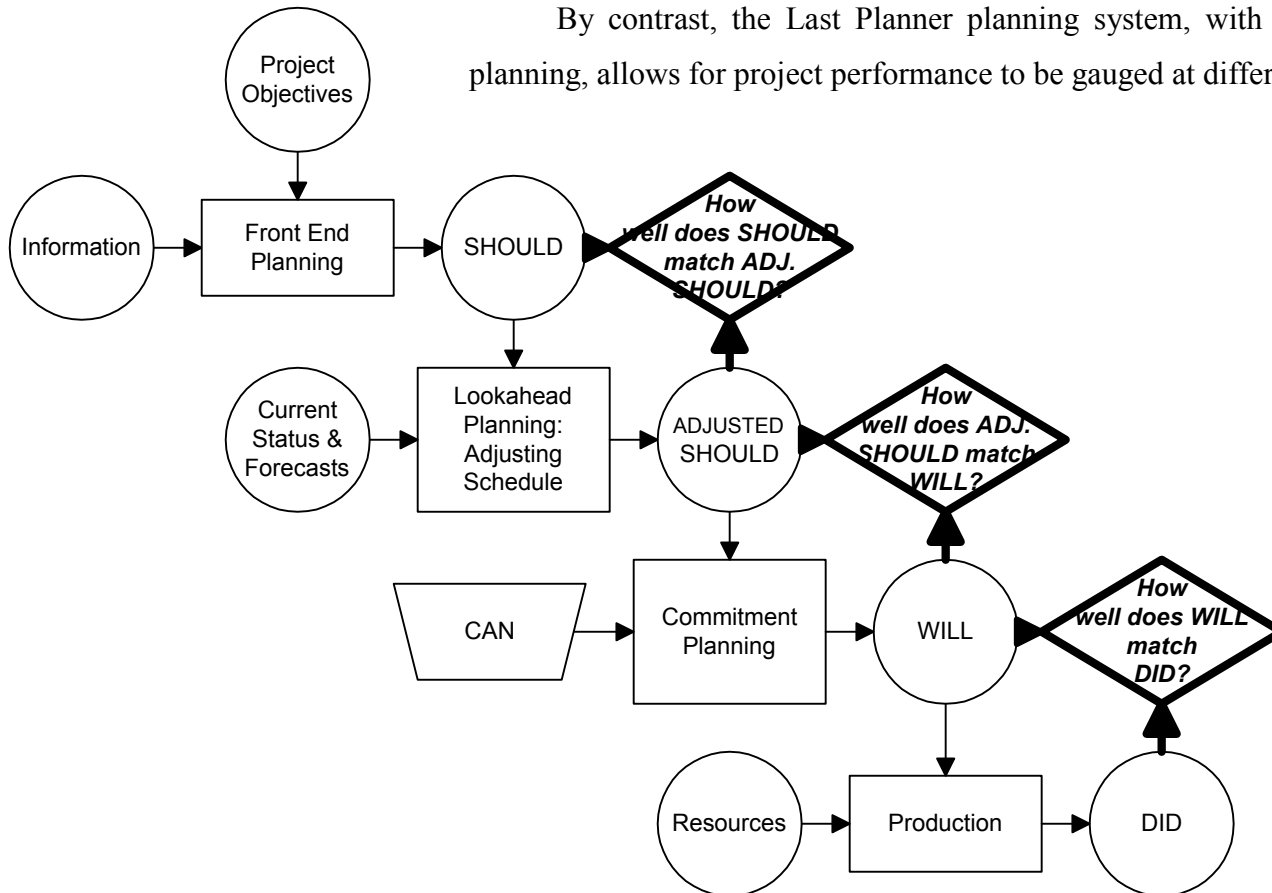 By contrast, the Last Planner planning system, with
planning, allows for project performance to be gauged at differ
Project
Objectives
Information
Front End
Planning
SHOULD
How
well does SHOULD
match ADJ.
SHOULD?
Current
Status &
Forecasts
Lookahead
Planning:
Adjusting
Schedule
ADJUSTED
SHOULD
How
well does ADJ.
SHOULD match
WILL?
CAN
Commitment
Planning
WILL
How
well does WILL
match
DID?
Resources
Production
DID